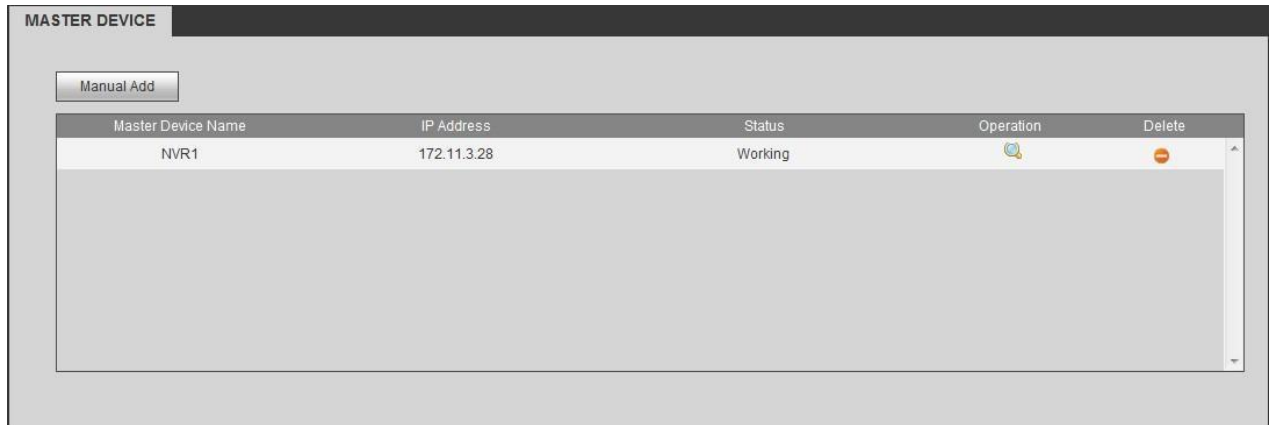 MASTER DEVICE
Manual Add
Master Device Name IP Address Status Operation Delete
NVR1 172.11.3.28 Working